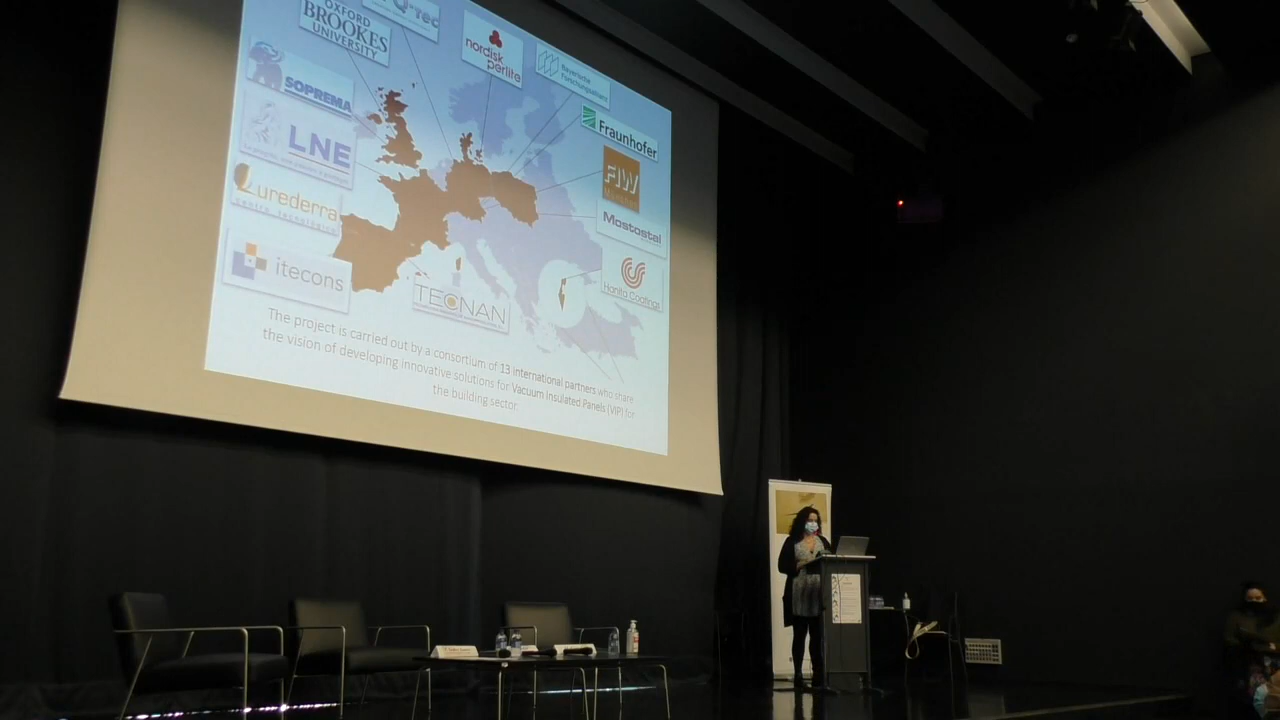 OXFORD
BROOKES
UNIVERSITY
Q-Tec
nordisk
perlite
Bayerische
Forschungsallianz
SOPREMA
Fraunhofer
LNE
FIW
Lurederra
centro tecnológico
Mostostal
itecons
TECNAN
Hanita Coatings
The project is carried out by a consortium of 13 international partners who share
the vision of developing innovative solutions for Vacuum Insulated Panels (VIP) for
the building sector.